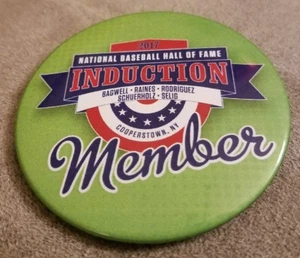 2017
NATIONAL BASEBALL HALL OF FAME
INDUCTION
BAGWELL • RAINES • RODRIGUEZ
SCHUERHOLZ • SELIG
COOPERSTOWN, NY
Member